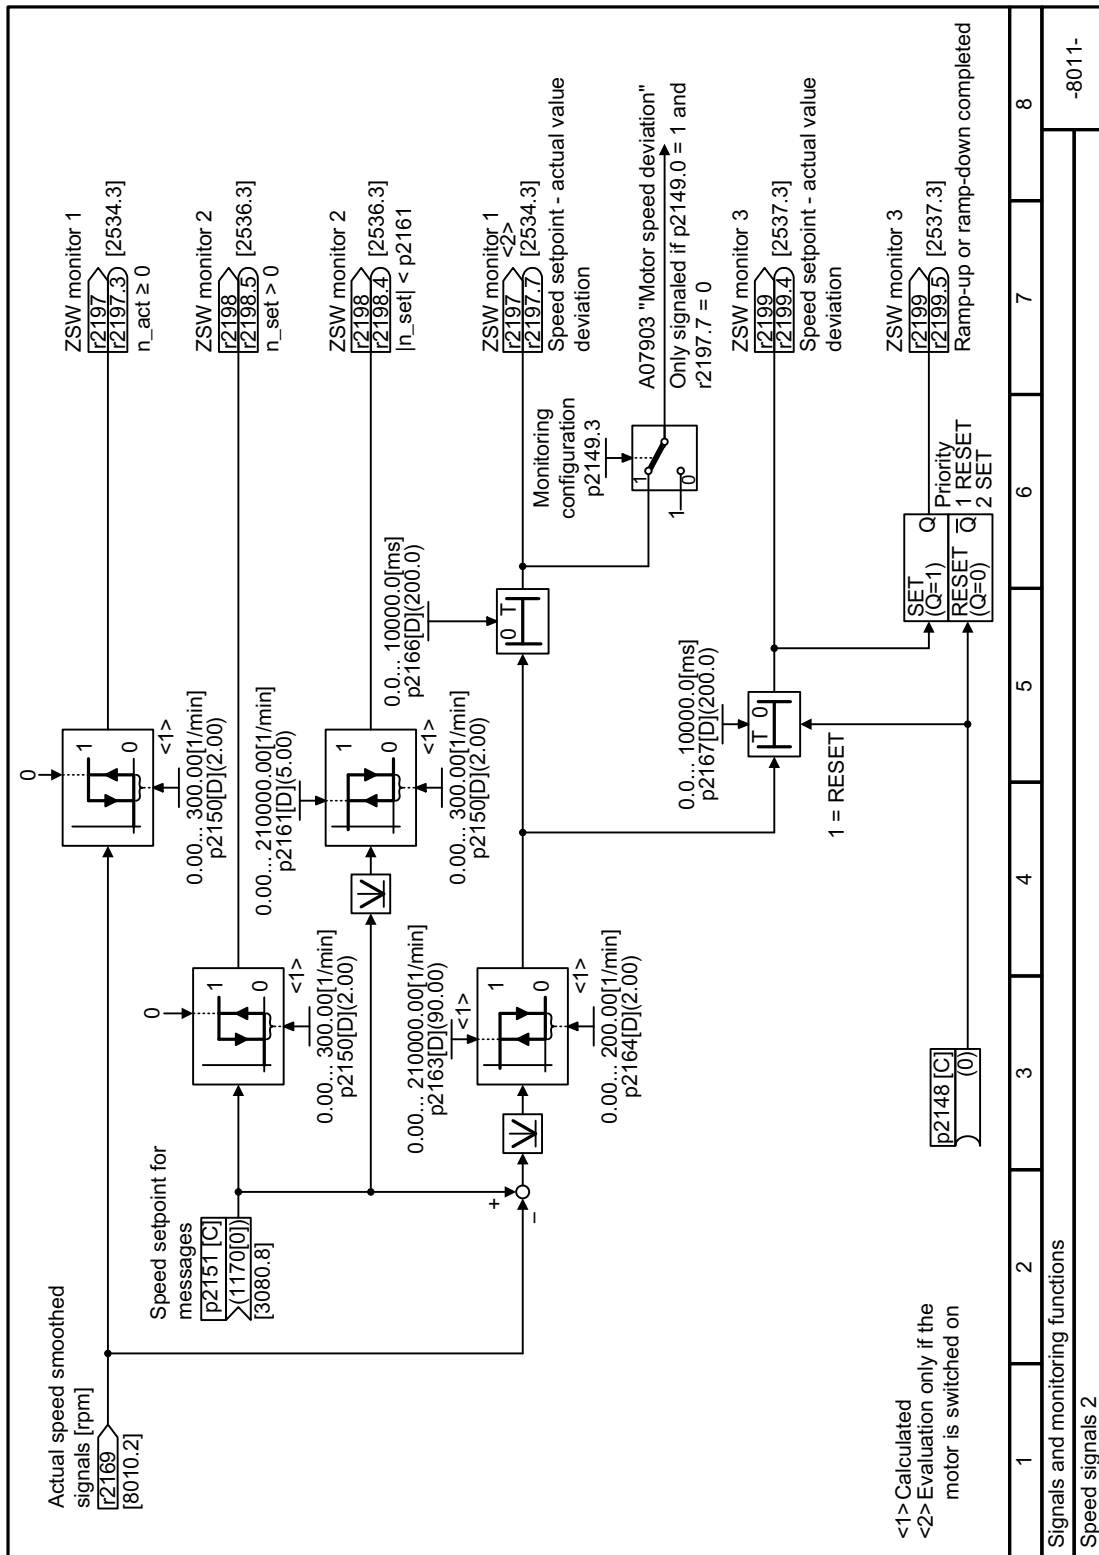 Actual speed smoothed
signals [rpm]
r2169
[8010.2]
Speed setpoint for
messages
p2151 [C]
(1170[0])
[3080.8]
0
1
0
<1>
0.00... 300.00[1/min]
p2150[D](2.00)
ZSW monitor 1
r2197
r2197.3 [2534.3]
n_act ≥ 0
0
1
0
<1>
0.00... 300.00[1/min]
p2150[D](2.00)
ZSW monitor 2
r2198
r2198.5 [2536.3]
n_set > 0
0.00... 210000.00[1/min]
p2161[D](5.00)
1
0
<1>
0.00... 300.00[1/min]
p2150[D](2.00)
ZSW monitor 2
r2198
r2198.4 [2536.3]
|n_set| < p2161
+
–
0.00... 210000.00[1/min]
p2163[D](90.00)
<1>
1
0
<1>
0.00... 200.00[1/min]
p2164[D](2.00)
0.0... 10000.0[ms]
p2166[D](200.0)
0 T
ZSW monitor 1
r2197 <2>
r2197.7 [2534.3]
Speed setpoint - actual value
deviation
Monitoring
configuration
p2149.3
1
1
0
A07903 "Motor speed deviation"
Only signaled if p2149.0 = 1 and
r2197.7 = 0
0.0... 10000.0[ms]
p2167[D](200.0)
T 0
1 = RESET
ZSW monitor 3
r2199
r2199.4 [2537.3]
Speed setpoint - actual value
deviation
p2148 [C]
(0)
SET
(Q=1)
Q
RESET
(Q=0)
Q
Priority
1 RESET
2 SET
ZSW monitor 3
r2199
r2199.5 [2537.3]
Ramp-up or ramp-down completed
<1> Calculated
<2> Evaluation only if the
motor is switched on
1 2 3 4 5 6 7 8
Signals and monitoring functions
Speed signals 2
-8011-